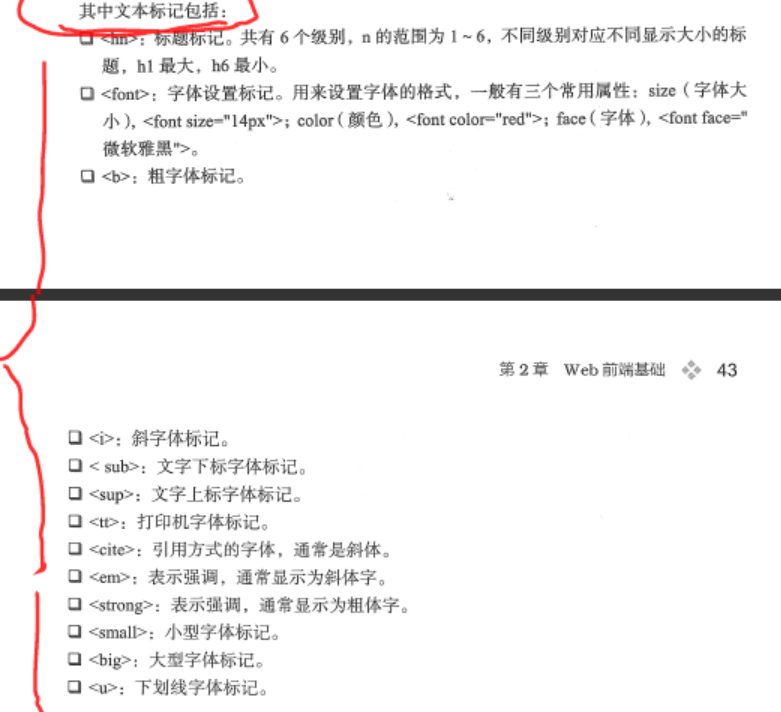 其中文本标记包括：
❑ <hn>：标题标记。共有 6 个级别，n 的范围为 1～6，不同级别对应不同显示大小的标
题，h1 最大，h6 最小。
❑ <font>：字体设置标记。用来设置字体的格式，一般有三个常用属性：size（字体大
小），<font size="14px">；color（颜色），<font color="red">；face（字体），<font face="
微软雅黑">。
❑ <b>：粗字体标记。
第 2 章 Web 前端基础 43
❑ <i>：斜字体标记。
❑ < sub>：文字下标字体标记。
❑ <sup>：文字上标字体标记。
❑ <tt>：打印机字体标记。
❑ <cite>：引用方式的字体，通常是斜体。
❑ <em>：表示强调，通常显示为斜体字。
❑ <strong>：表示强调，通常显示为粗体字。
❑ <small>：小型字体标记。
❑ <big>：大型字体标记。
❑ <u>：下划线字体标记。